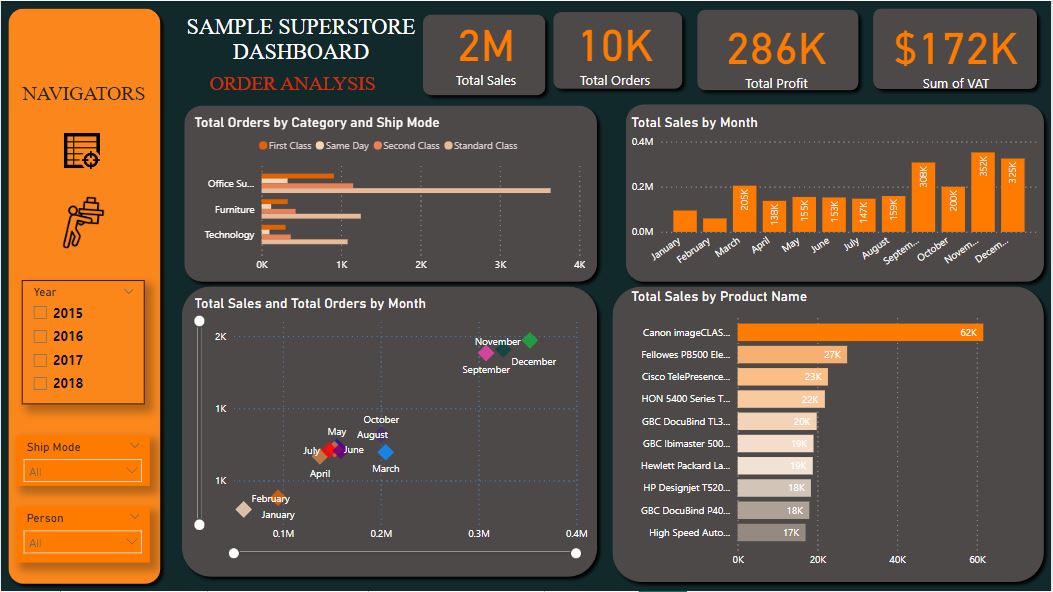 NAVIGATORS
Year
2015
2016
2017
2018
Ship Mode
All
Person
All
SAMPLE SUPERSTORE
DASHBOARD
ORDER ANALYSIS
2M
Total Sales
10K
Total Orders
286K
Total Profit
$172K
Sum of VAT
Total Orders by Category and Ship Mode
First Class Same Day Second Class Standard Class
Office Su...
Furniture
Technology
0K 1K 2K 3K 4K
Total Sales by Month
0.4M
0.2M
0.0M
205K 138K 155K 153K 147K 159K 308K 200K 352K 325K
January February March April May June July August Septem... October Novem... Decem...
Total Sales and Total Orders by Month
2K
1K
1K
November
December
September
October
May
August
July
June
March
April
February
January
0.1M 0.2M 0.3M 0.4M
Total Sales by Product Name
Canon imageCLAS... 62K
Fellowes PB500 Ele... 27K
Cisco TelePresence... 23K
HON 5400 Series T... 22K
GBC DocuBind TL3... 20K
GBC Ibimaster 500... 19K
Hewlett Packard La... 19K
HP Designjet T520... 18K
GBC DocuBind P40... 18K
High Speed Auto... 17K
0K 20K 40K 60K